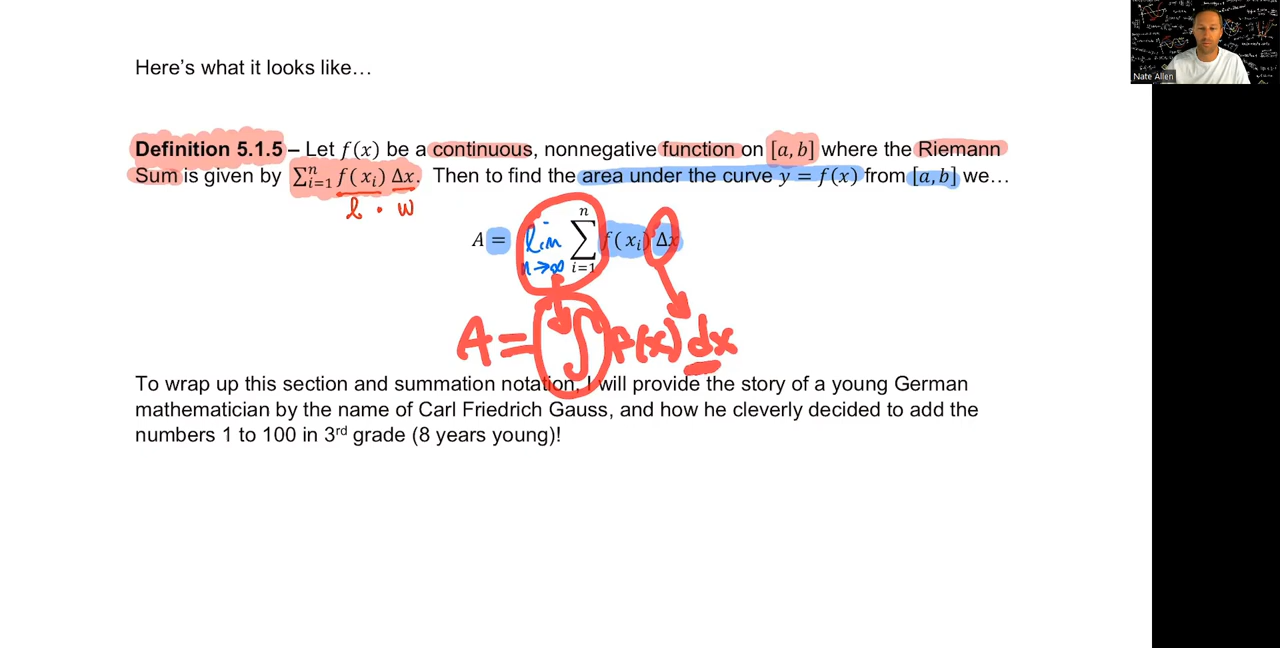 Here's what it looks like…
Nate Allen
Definition 5.1.5 – Let f(x) be a continuous, nonnegative function on [a, b] where the Riemann
Sum is given by ∑ⁿᵢ₌₁ f(xᵢ) Δx. Then to find the area under the curve y = f(x) from [a, b] we…
l · w
A = lim n→∞ ∑ⁿᵢ₌₁ f(xᵢ) Δx
A = ∫ f(x) dx
To wrap up this section and summation notation, I will provide the story of a young German
mathematician by the name of Carl Friedrich Gauss, and how he cleverly decided to add the
numbers 1 to 100 in 3rd grade (8 years young)!